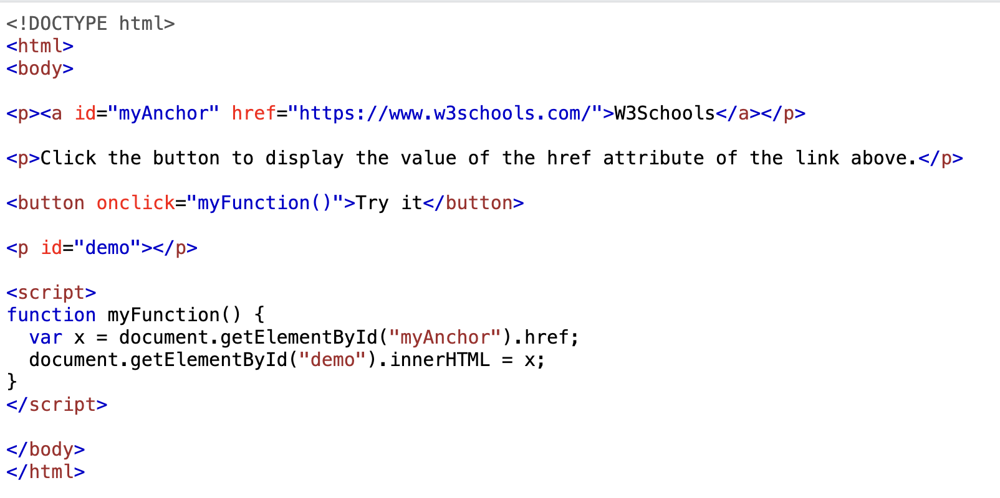 <!DOCTYPE html>
<html>
<body>

<p><a id="myAnchor" href="https://www.w3schools.com/">W3Schools</a></p>

<p>Click the button to display the value of the href attribute of the link above.</p>

<button onclick="myFunction()">Try it</button>

<p id="demo"></p>

<script>
function myFunction() {
  var x = document.getElementById("myAnchor").href;
  document.getElementById("demo").innerHTML = x;
}
</script>

</body>
</html>